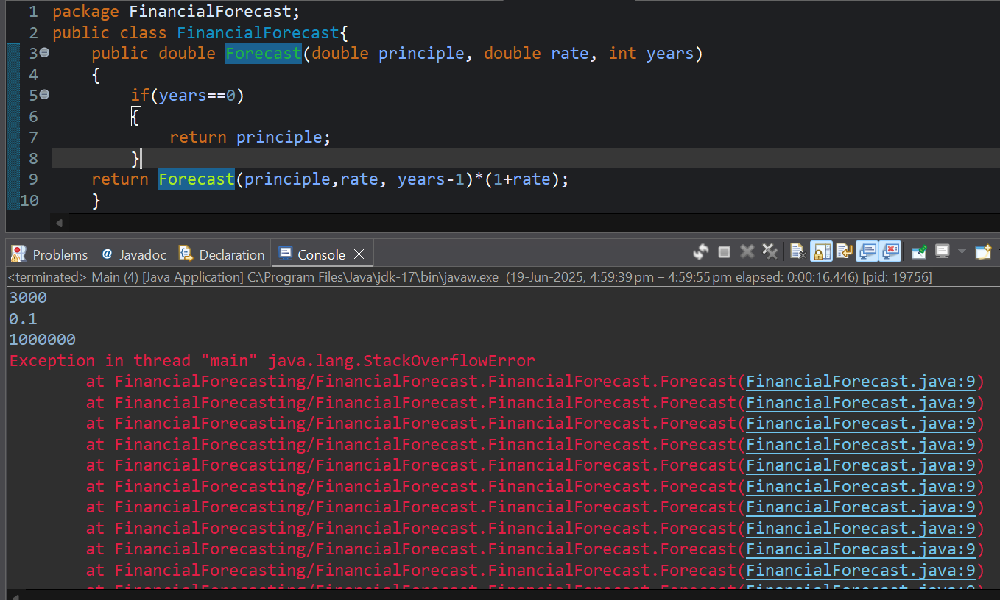 1 package FinancialForecast;
2 public class FinancialForecast{
3 public double Forecast(double principle, double rate, int years)
4 {
5 if(years==0)
6 {
7 return principle;
8 }
9 return Forecast(principle,rate, years-1)*(1+rate);
10 }
Problems @ Javadoc Declaration Console
<terminated> Main (4) [Java Application] C:\Program Files\Java\jdk-17\bin\javaw.exe (19-Jun-2025, 4:59:39 pm – 4:59:55 pm elapsed: 0:00:16.446) [pid: 19756]
3000
0.1
1000000
Exception in thread "main" java.lang.StackOverflowError
at FinancialForecasting/FinancialForecast.FinancialForecast.Forecast(FinancialForecast.java:9)
at FinancialForecasting/FinancialForecast.FinancialForecast.Forecast(FinancialForecast.java:9)
at FinancialForecasting/FinancialForecast.FinancialForecast.Forecast(FinancialForecast.java:9)
at FinancialForecasting/FinancialForecast.FinancialForecast.Forecast(FinancialForecast.java:9)
at FinancialForecasting/FinancialForecast.FinancialForecast.Forecast(FinancialForecast.java:9)
at FinancialForecasting/FinancialForecast.FinancialForecast.Forecast(FinancialForecast.java:9)
at FinancialForecasting/FinancialForecast.FinancialForecast.Forecast(FinancialForecast.java:9)
at FinancialForecasting/FinancialForecast.FinancialForecast.Forecast(FinancialForecast.java:9)
at FinancialForecasting/FinancialForecast.FinancialForecast.Forecast(FinancialForecast.java:9)
at FinancialForecasting/FinancialForecast.FinancialForecast.Forecast(FinancialForecast.java:9)